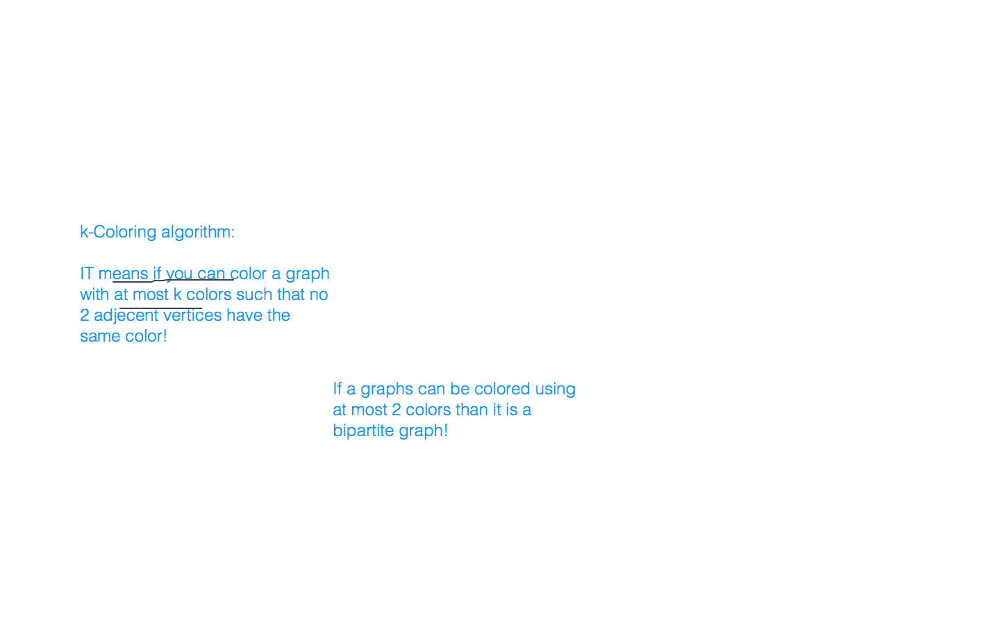 k-Coloring algorithm:
IT means if you can color a graph
with at most k colors such that no
2 adjecent vertices have the
same color!
If a graphs can be colored using
at most 2 colors than it is a
bipartite graph!